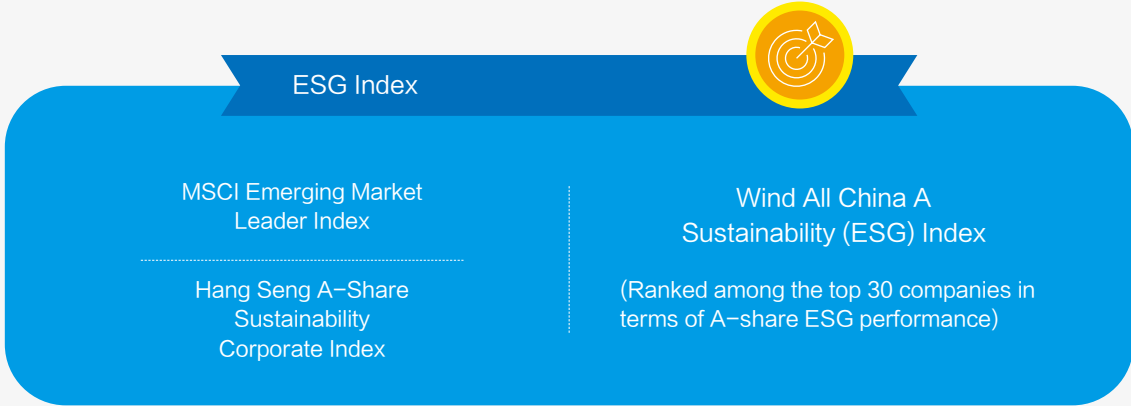 ESG Index
MSCI Emerging Market
Leader Index
Hang Seng A-Share
Sustainability
Corporate Index
Wind All China A
Sustainability (ESG) Index
(Ranked among the top 30 companies in
terms of A-share ESG performance)